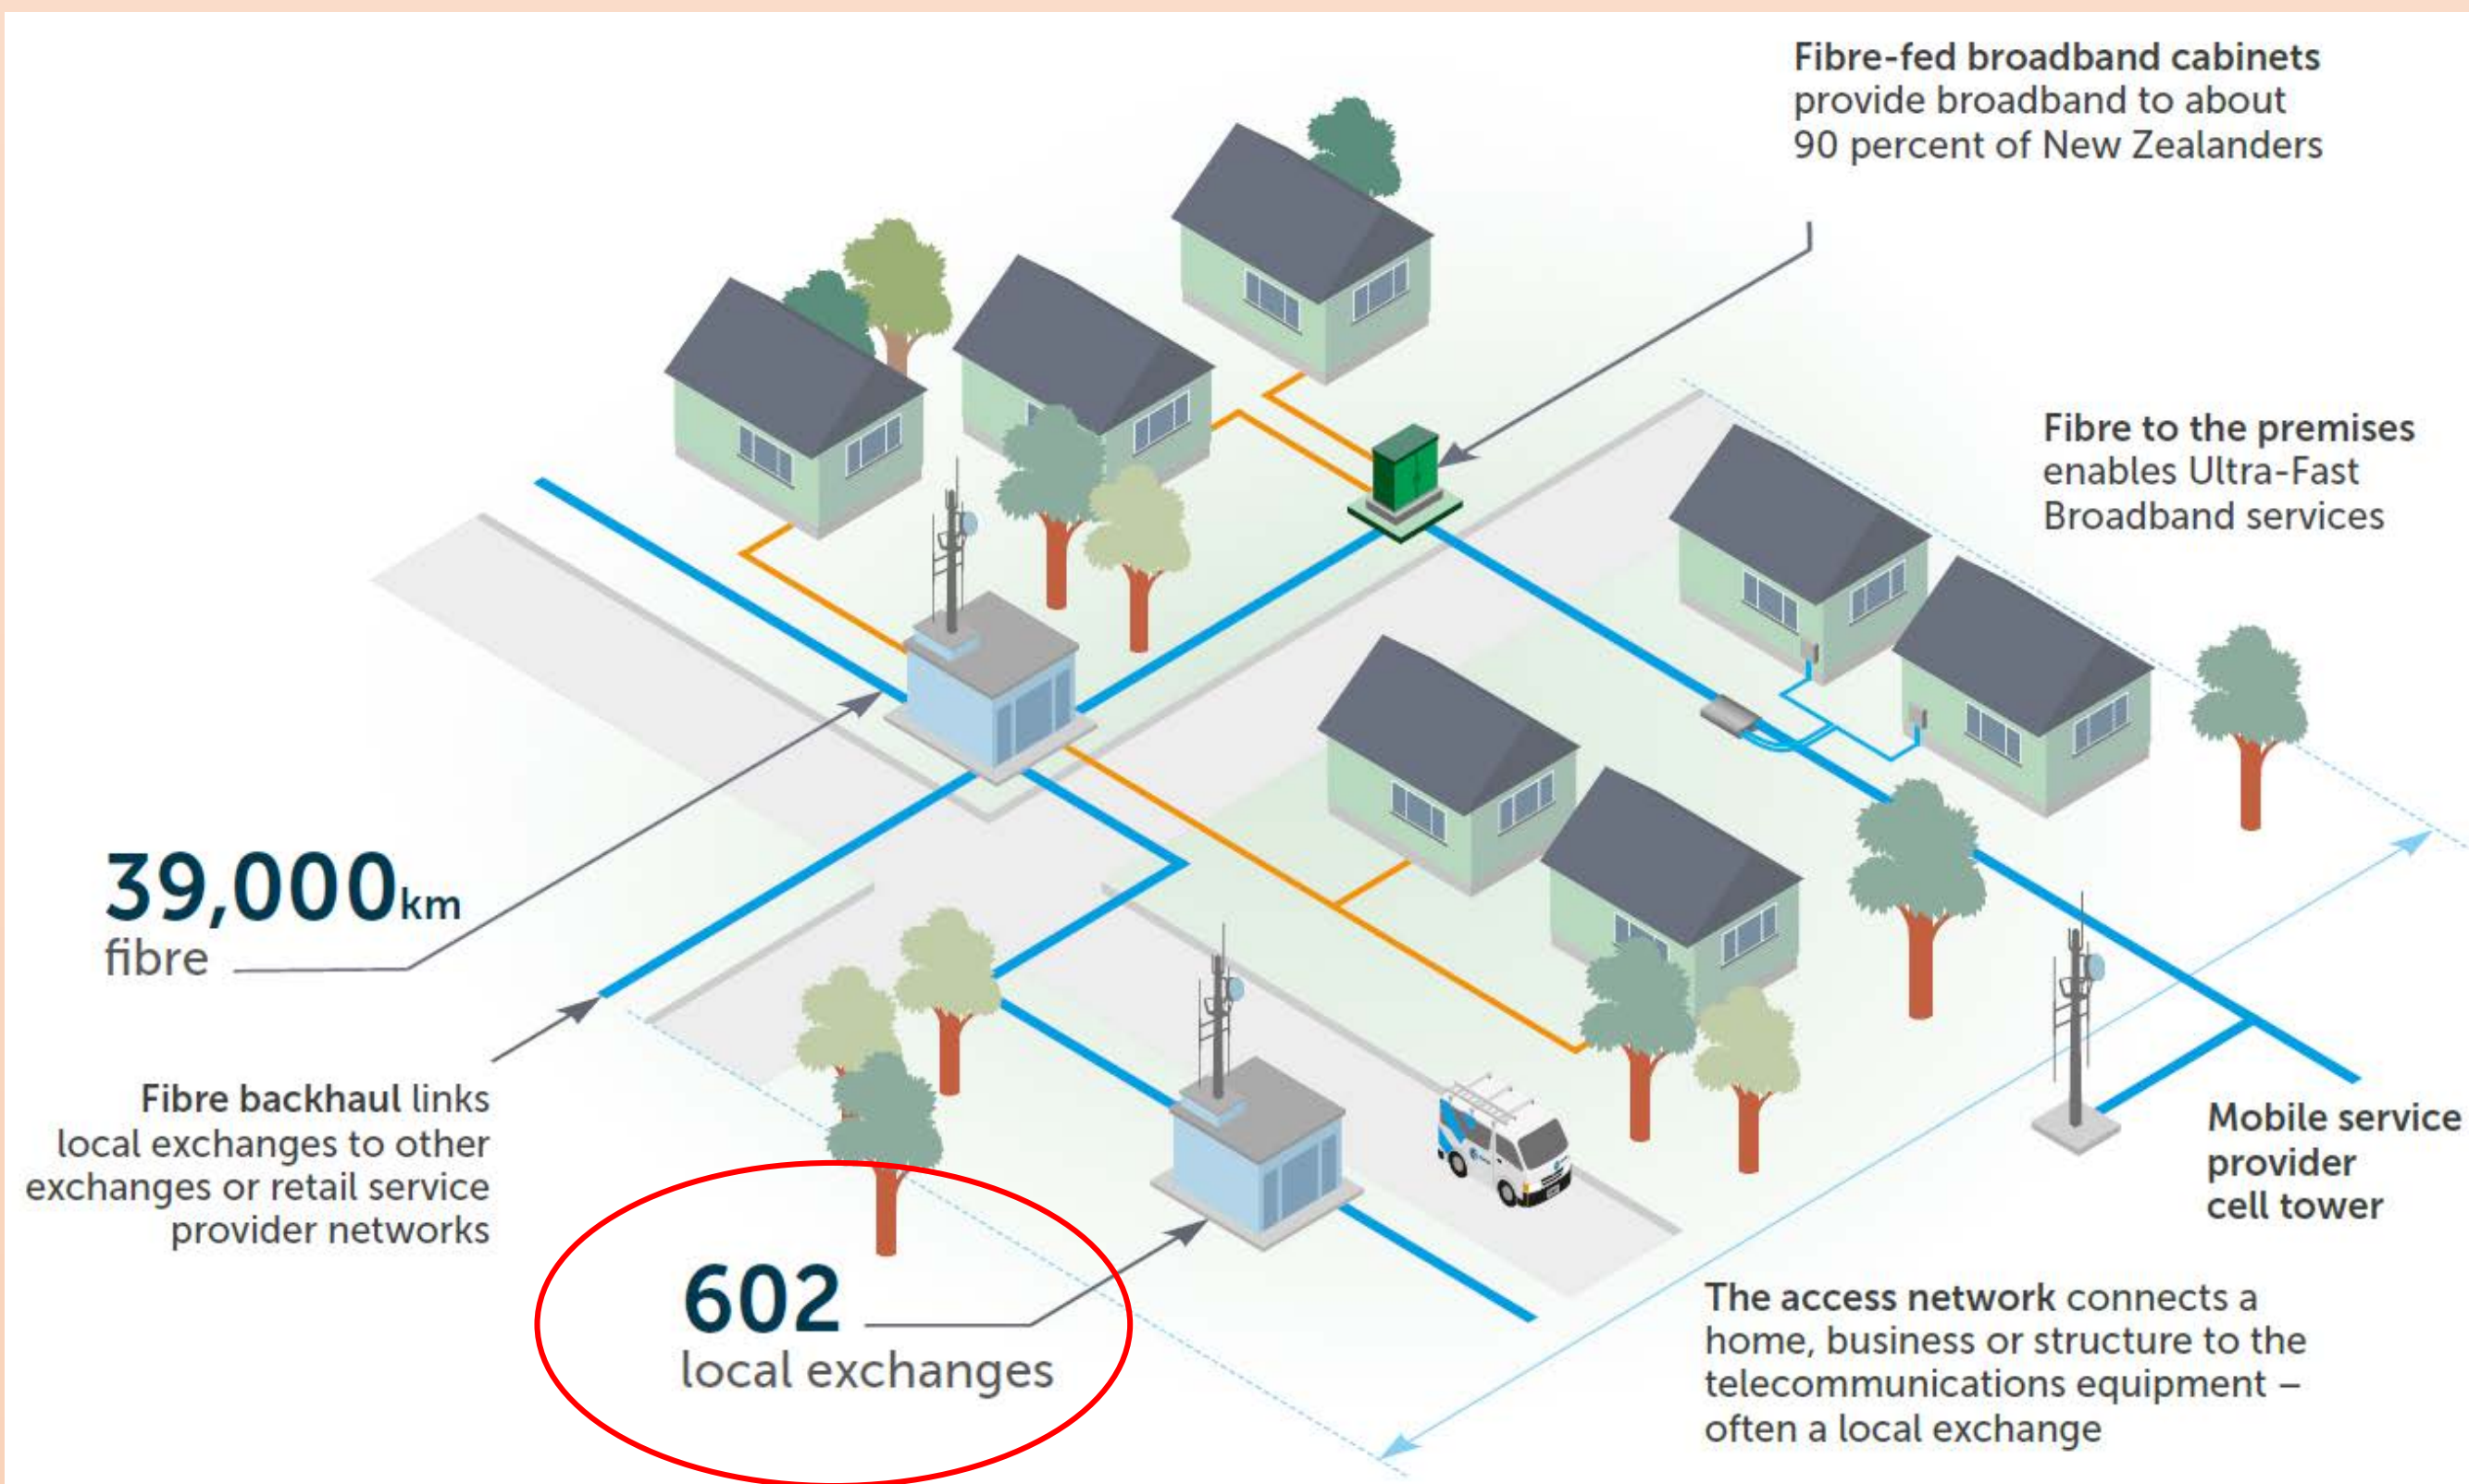 Fibre-fed broadband cabinets
provide broadband to about
90 percent of New Zealanders
Fibre to the premises
enables Ultra-Fast
Broadband services
39,000km
fibre
Fibre backhaul links
local exchanges to other
exchanges or retail service
provider networks
602
local exchanges
Mobile service
provider
cell tower
The access network connects a
home, business or structure to the
telecommunications equipment –
often a local exchange